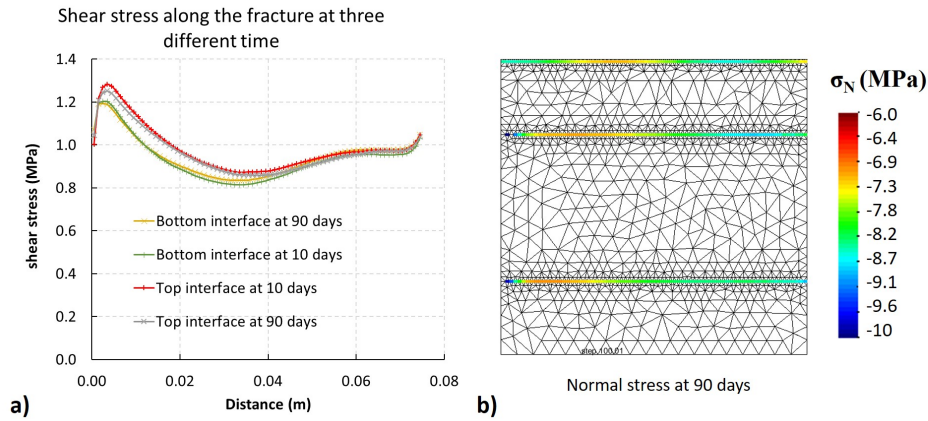 Shear stress along the fracture at three
different time
1.4
1.2
1.0
0.8
0.6
0.4
0.2
0.0
shear stress (MPa)
Bottom interface at 90 days
Bottom interface at 10 days
Top interface at 10 days
Top interface at 90 days
0.00
0.02
0.04
0.06
0.08
Distance (m)
a)
step 100.01
Normal stress at 90 days
b)
σN (MPa)
-6.0
-6.4
-6.9
-7.3
-7.8
-8.2
-8.7
-9.1
-9.6
-10